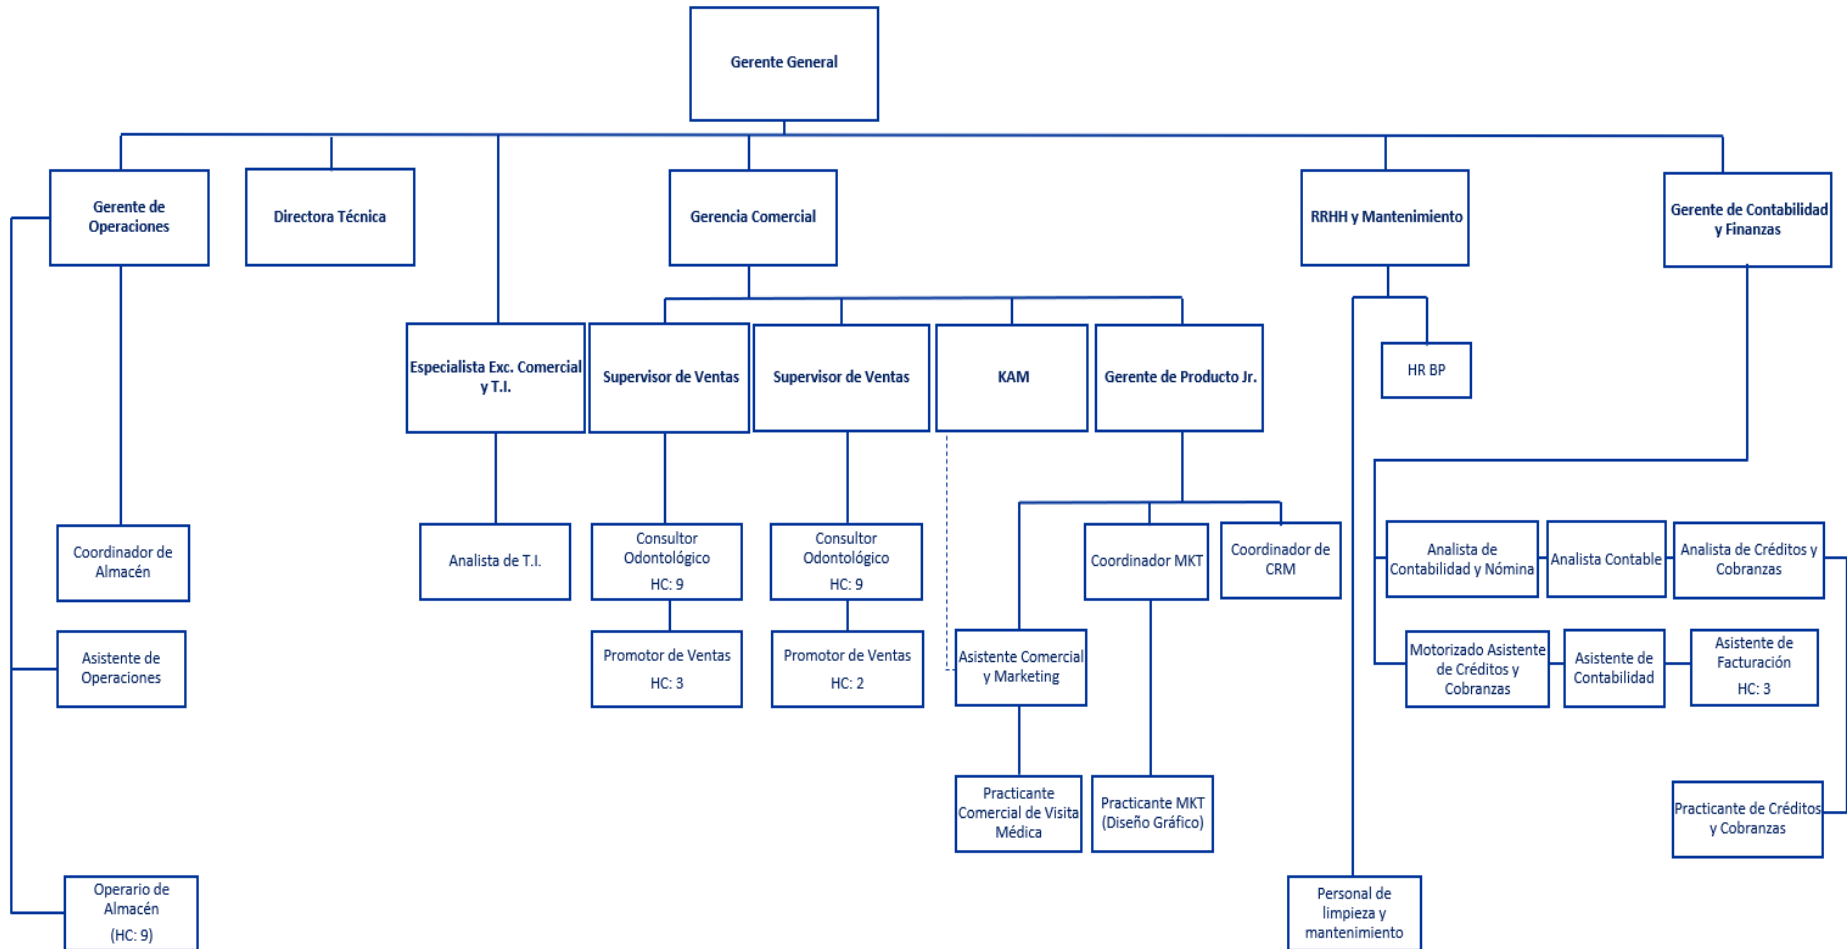 Gerente General
Gerente de
Operaciones
Directora Técnica
Gerencia Comercial
RRHH y Mantenimiento
Gerente de Contabilidad
y Finanzas
Especialista Exc. Comercial
y T.I.
Supervisor de Ventas
Supervisor de Ventas
KAM
Gerente de Producto Jr.
HR BP
Coordinador de
Almacén
Analista de T.I.
Consultor
Odontológico
HC: 9
Consultor
Odontológico
HC: 9
Coordinador MKT
Coordinador de
CRM
Analista de
Contabilidad y Nómina
Analista Contable
Analista de Créditos y
Cobranzas
Asistente de
Operaciones
Promotor de Ventas
HC: 3
Promotor de Ventas
HC: 2
Asistente Comercial
y Marketing
Motorizado Asistente
de Créditos y
Cobranzas
Asistente de
Contabilidad
Asistente de
Facturación
HC: 3
Practicante
Comercial de Visita
Médica
Practicante MKT
(Diseño Gráfico)
Practicante de Créditos
y Cobranzas
Operario de
Almacén
(HC: 9)
Personal de
limpieza y
mantenimiento